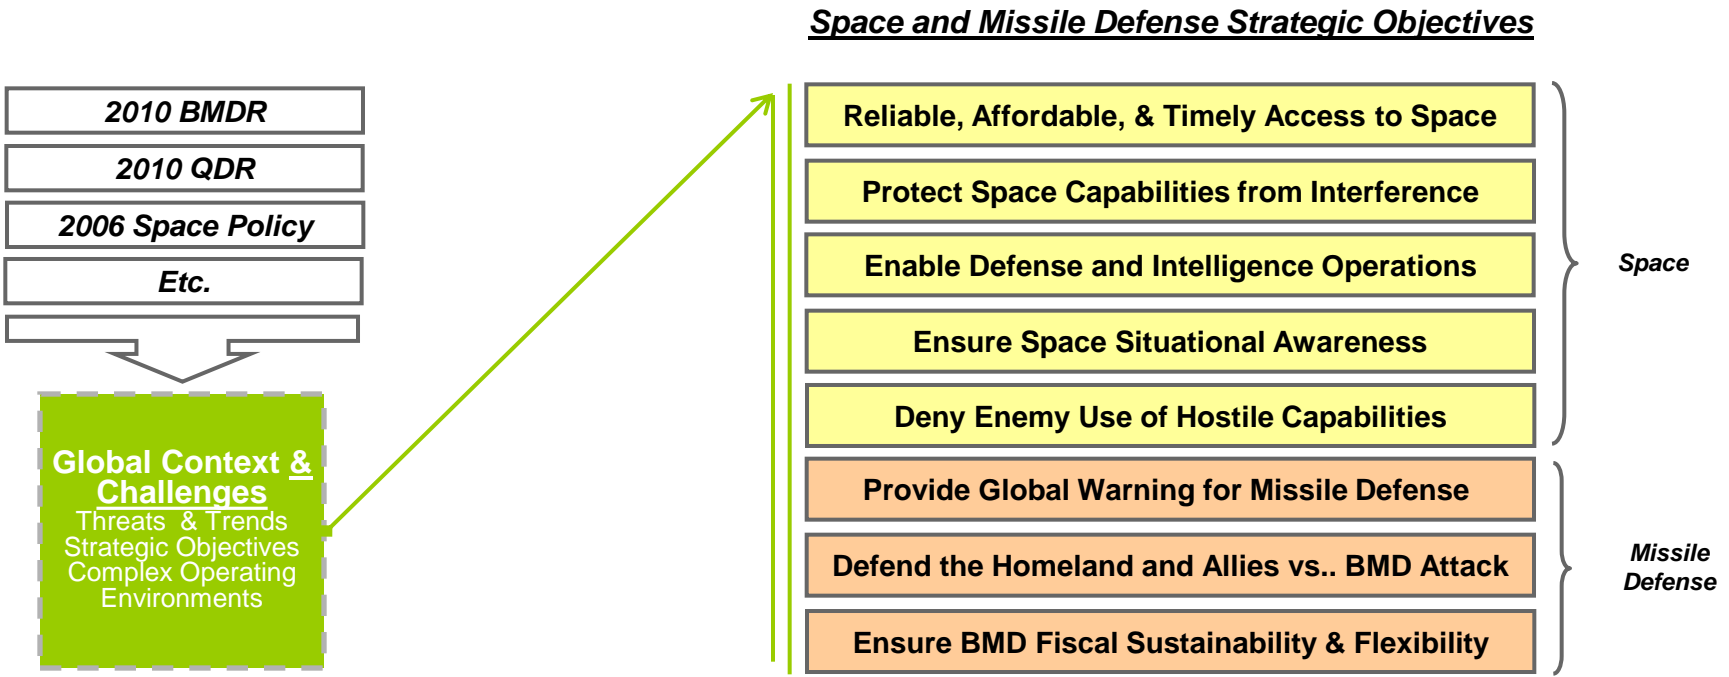 Space and Missile Defense Strategic Objectives
2010 BMDR
2010 QDR
2006 Space Policy
Etc.
Global Context &
Challenges
Threats & Trends
Strategic Objectives
Complex Operating
Environments
Reliable, Affordable, & Timely Access to Space
Protect Space Capabilities from Interference
Enable Defense and Intelligence Operations
Ensure Space Situational Awareness
Deny Enemy Use of Hostile Capabilities
Provide Global Warning for Missile Defense
Defend the Homeland and Allies vs.. BMD Attack
Ensure BMD Fiscal Sustainability & Flexibility
Space
Missile
Defense